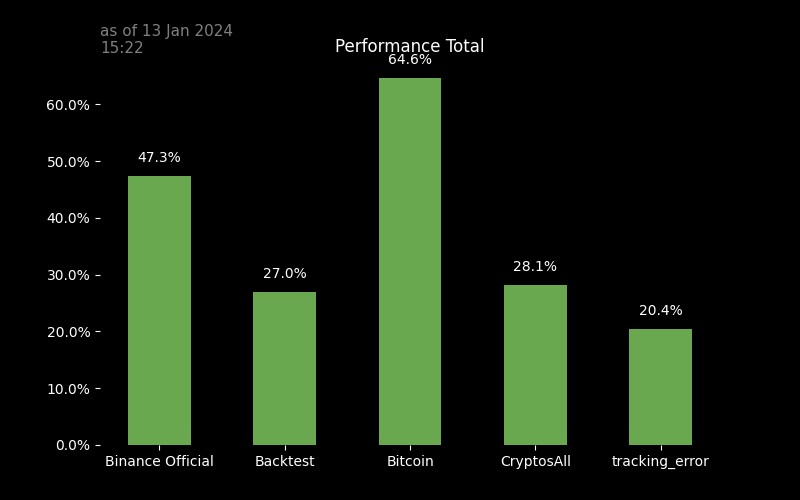 as of 13 Jan 2024
15:22
Performance Total
64.6%
60.0%
47.3%
50.0%
40.0%
28.1%
27.0%
30.0%
20.4%
20.0%
10.0%
0.0%
Binance Official
Backtest
Bitcoin
CryptosAll
tracking_error